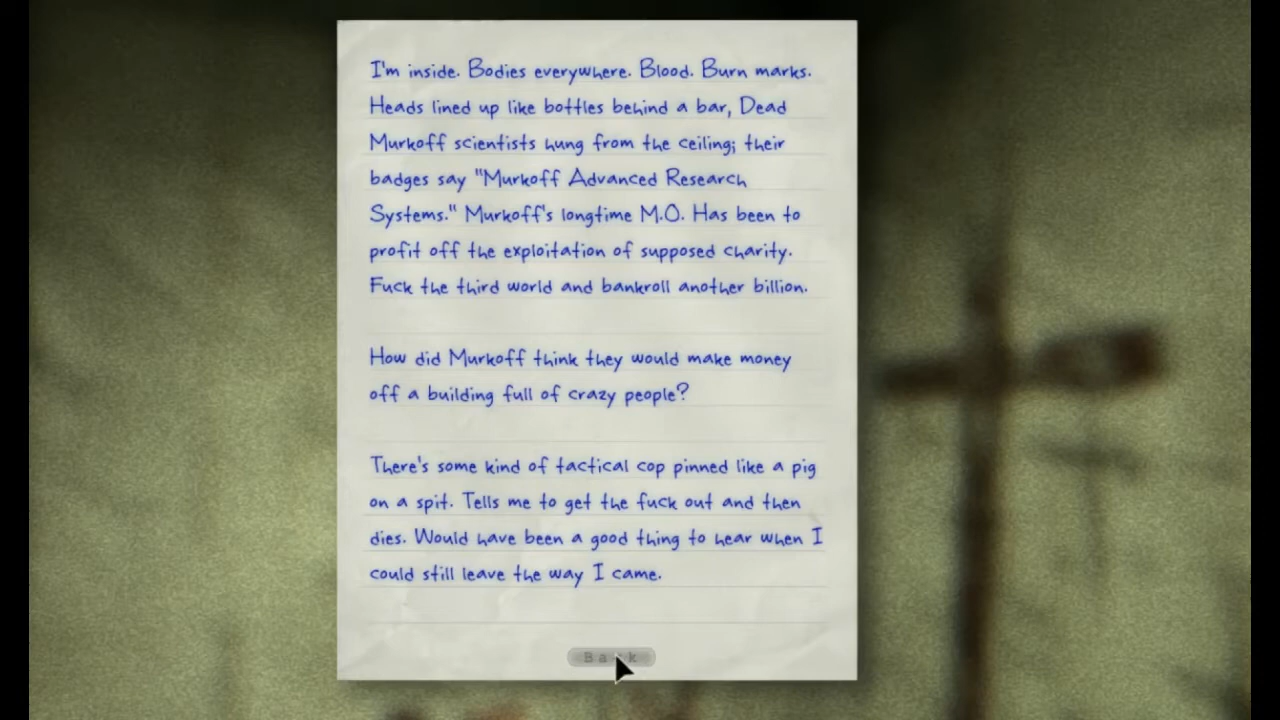 I'm inside. Bodies everywhere. Blood. Burn marks.
Heads lined up like bottles behind a bar, Dead
Murkoff scientists hung from the ceiling; their
badges say "Murkoff Advanced Research
Systems." Murkoff's longtime M.O. Has been to
profit off the exploitation of supposed charity.
Fuck the third world and bankroll another billion.
How did Murkoff think they would make money
off a building full of crazy people?
There's some kind of tactical cop pinned like a pig
on a spit. Tells me to get the fuck out and then
dies. Would have been a good thing to hear when I
could still leave the way I came.
Back